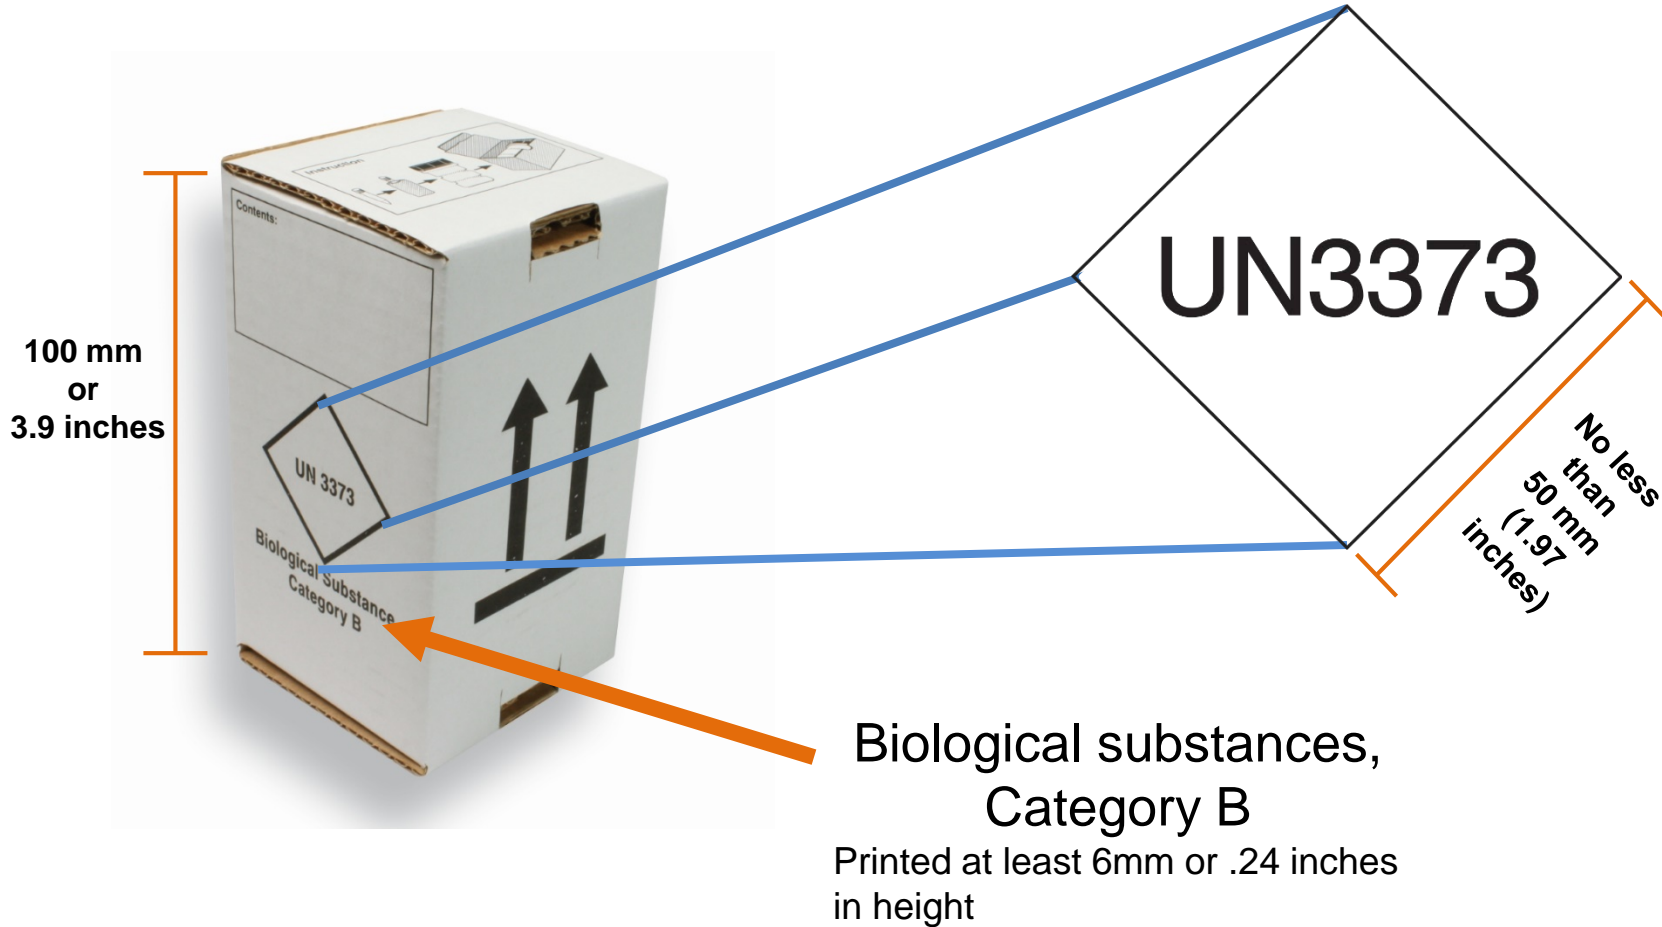 Instruction
Contents:
UN 3373
Biological Substance
Category B
100 mm
or
3.9 inches
UN3373
No less
than
50 mm
(1.97
inches)
Biological substances,
Category B
Printed at least 6mm or .24 inches
in height